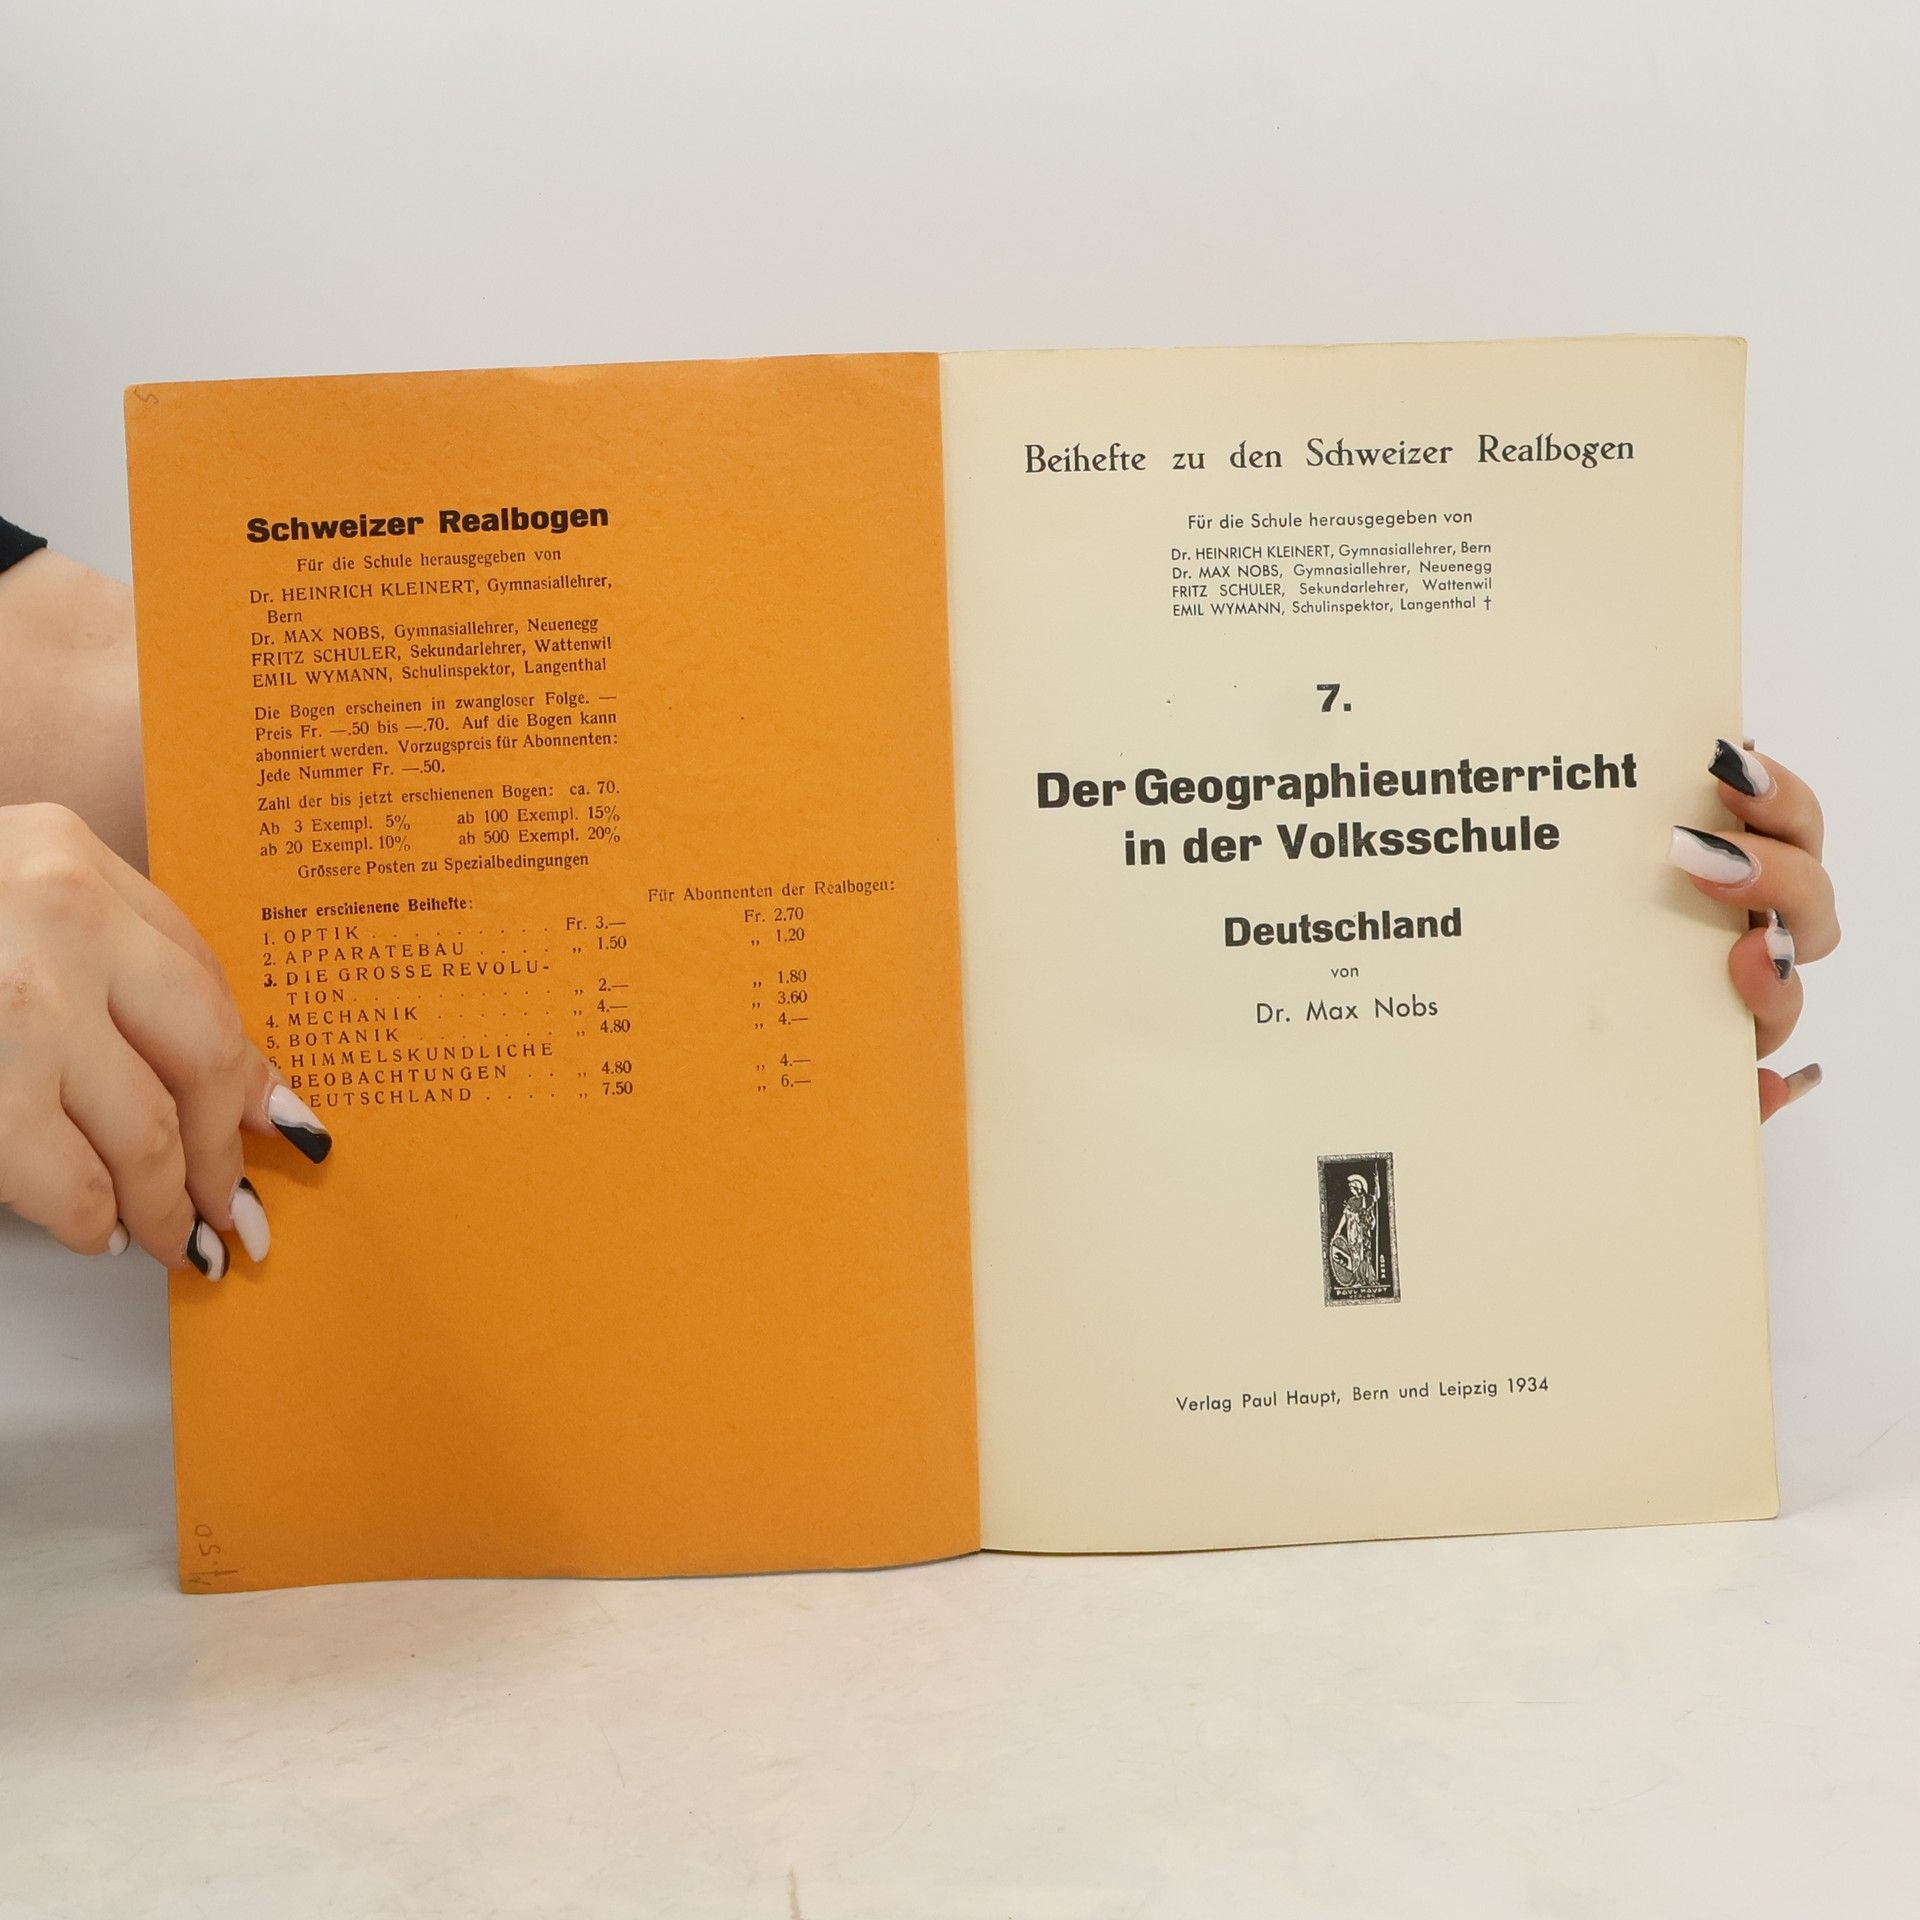 5
Schweizer Realbogen
Für die Schule herausgegeben von
Dr. HEINRICH KLEINERT, Gymnasiallehrer,
Bern
Dr. MAX NOBS, Gymnasiallehrer, Neuenegg
FRITZ SCHULER, Sekundarlehrer, Wattenwil
EMIL WYMANN, Schulinspektor, Langenthal
Die Bogen erscheinen in zwangloser Folge. —
Preis Fr. —.50 bis —.70. Auf die Bogen kann
abonniert werden. Vorzugspreis für Abonnenten:
Jede Nummer Fr. —.50.
Zahl der bis jetzt erschienenen Bogen: ca. 70.
Ab 3 Exempl. 5% ab 100 Exempl. 15%
ab 20 Exempl. 10% ab 500 Exempl. 20%
Grössere Posten zu Spezialbedingungen
Bisher erschienene Beihefte: Für Abonnenten der Realbogen:
1. OPTIK . . . . . . . . . Fr. 3.— Fr. 2.70
2. APPARATEBAU . . . . „ 1.50 „ 1.20
3. DIE GROSSE REVOLU-
TION . . . . . . . . . . „ 2.— „ 1.80
4. MECHANIK . . . . . . „ 4.— „ 3.60
5. BOTANIK . . . . . . . „ 4.80 „ 4.—
6. HIMMELSKUNDLICHE
BEOBACHTUNGEN . . „ 4.80 „ 4.—
EUTSCHLAND . . . . „ 7.50 „ 6.—
.50
Beihefte zu den Schweizer Realbogen
Für die Schule herausgegeben von
Dr. HEINRICH KLEINERT, Gymnasiallehrer, Bern
Dr. MAX NOBS, Gymnasiallehrer, Neuenegg
FRITZ SCHULER, Sekundarlehrer, Wattenwil
EMIL WYMANN, Schulinspektor, Langenthal †
7.
Der Geographieunterricht
in der Volksschule
Deutschland
von
Dr. Max Nobs
PAUL HAUPT
Verlag Paul Haupt, Bern und Leipzig 1934